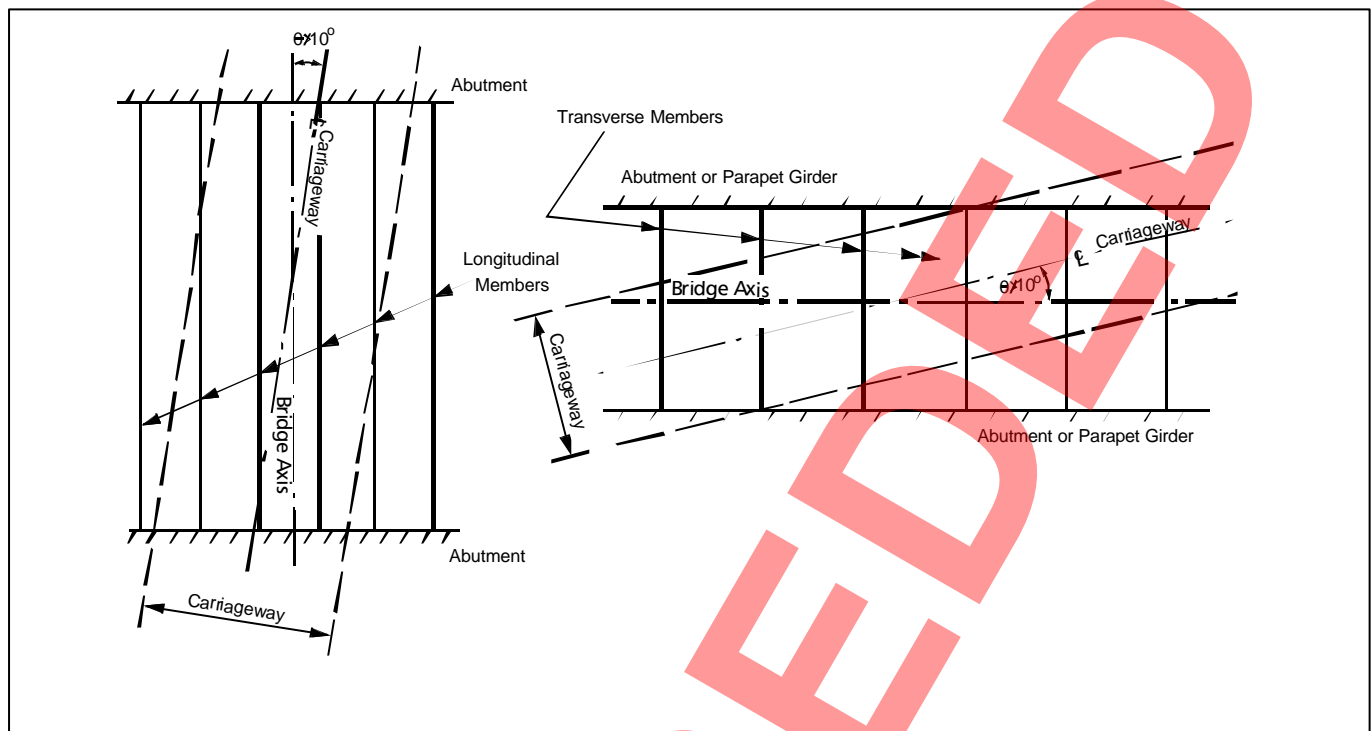 θ>10°
Abutment
℄ Carriageway
Longitudinal
Members
Bridge Axis
Abutment
Carriageway
Transverse Members
Abutment or Parapet Girder
℄ Carriageway
θ>10°
Bridge Axis
Carriageway
Abutment or Parapet Girder
EDED